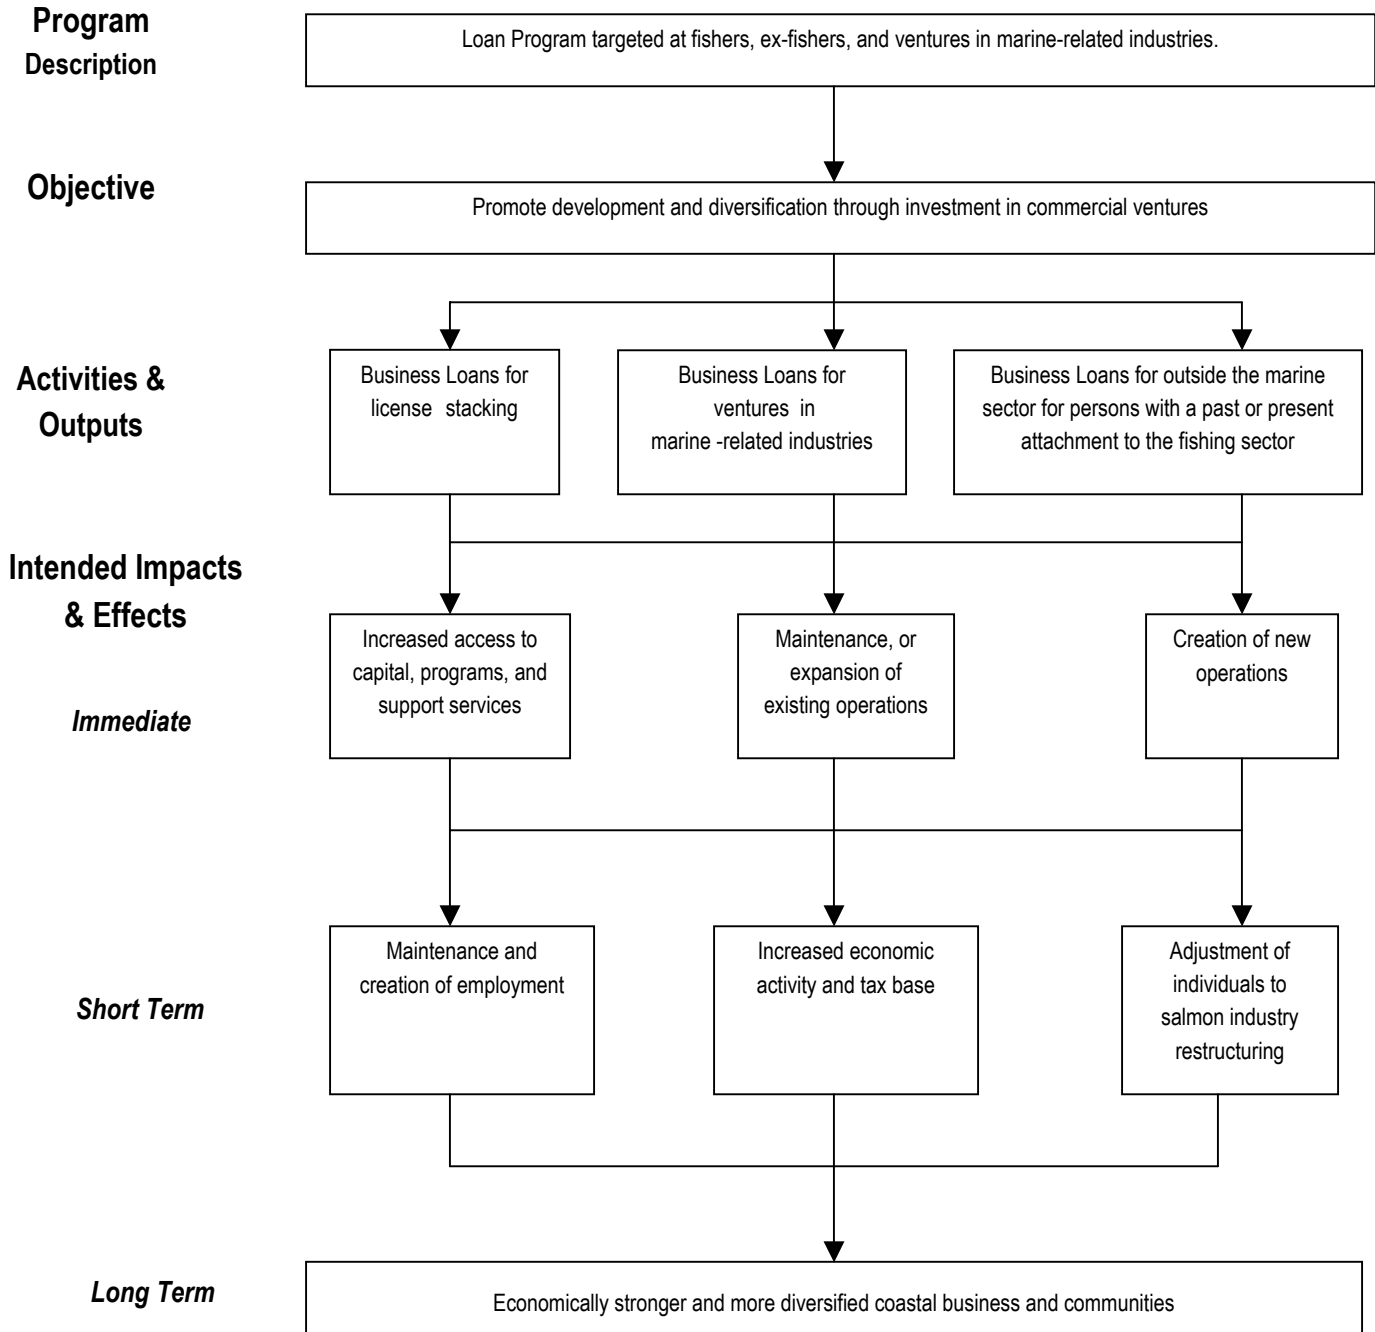 Program
Description
Loan Program targeted at fishers, ex-fishers, and ventures in marine-related industries.
Objective
Promote development and diversification through investment in commercial ventures
Activities &
Outputs
Business Loans for
license stacking
Business Loans for
ventures in
marine -related industries
Business Loans for outside the marine
sector for persons with a past or present
attachment to the fishing sector
Intended Impacts
& Effects
Immediate
Increased access to
capital, programs, and
support services
Maintenance, or
expansion of
existing operations
Creation of new
operations
Short Term
Maintenance and
creation of employment
Increased economic
activity and tax base
Adjustment of
individuals to
salmon industry
restructuring
Long Term
Economically stronger and more diversified coastal business and communities